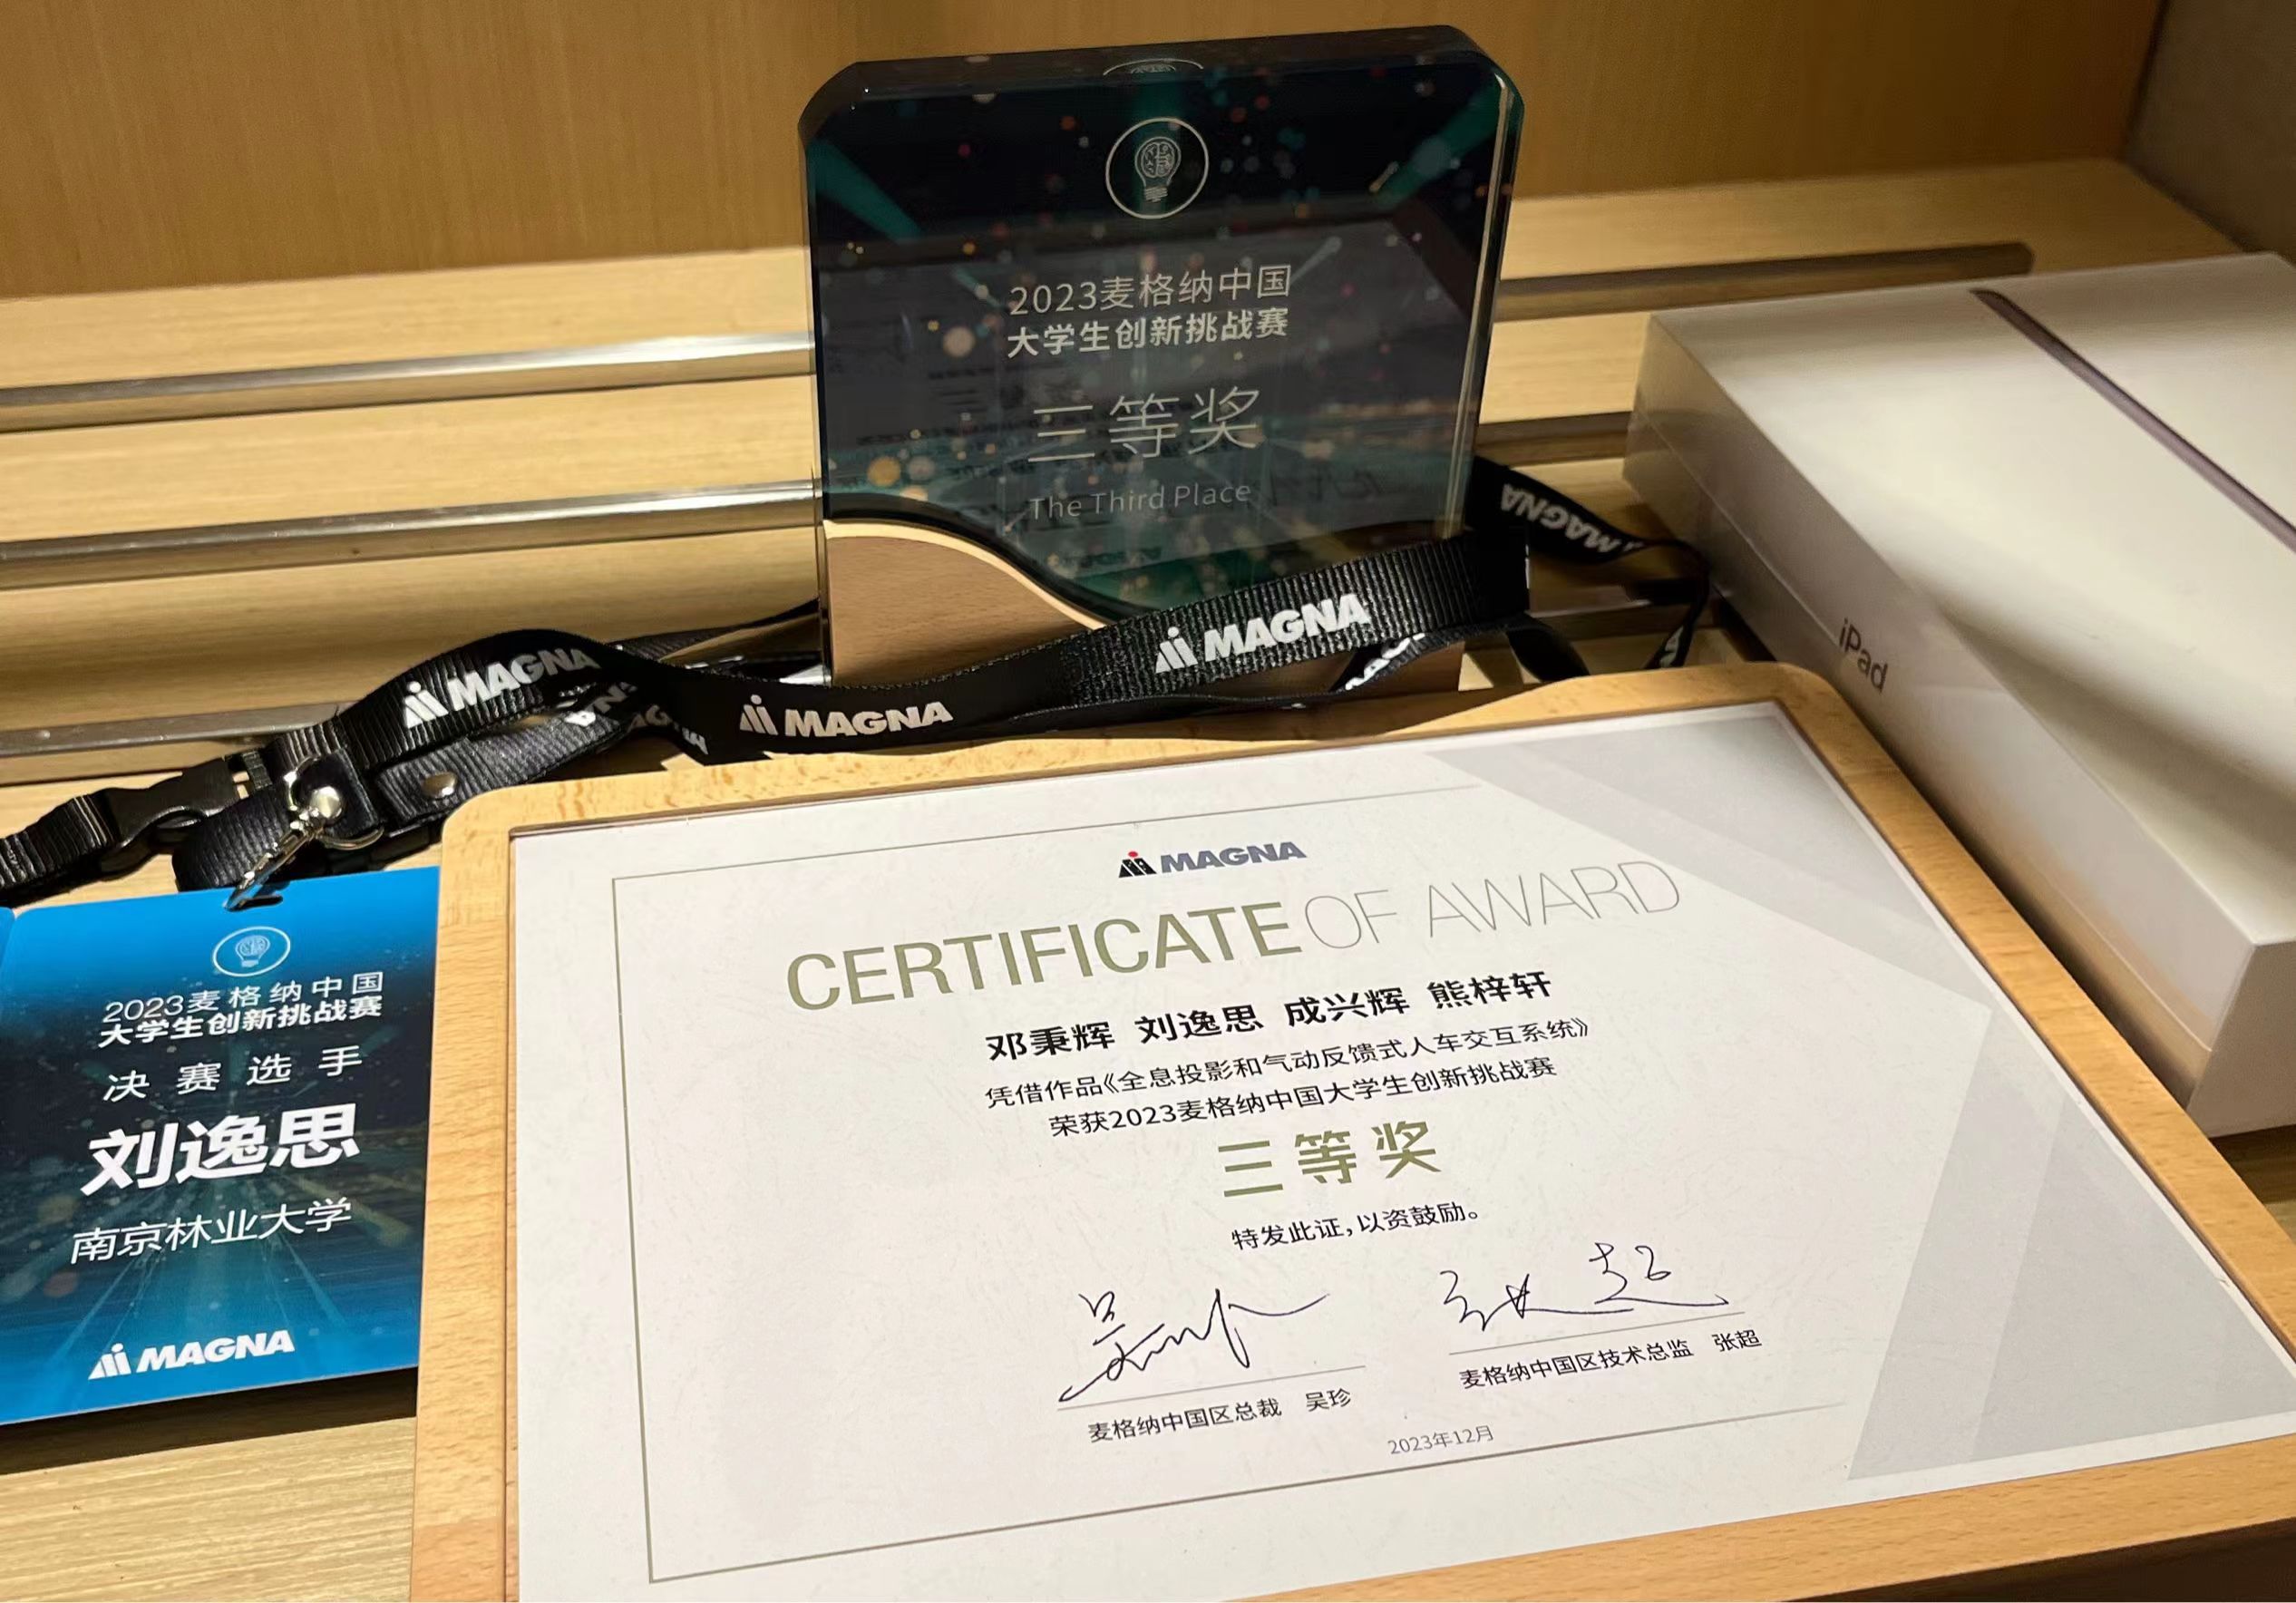 2023麦格纳中国
大学生创新挑战赛
三等奖
The Third Place
MAGNA
MAGNA
MAGNA
MAGNA
iPad
2023麦格纳中国
大学生创新挑战赛
决赛选手
刘逸思
南京林业大学
MAGNA
MAGNA
CERTIFICATE OF AWARD
邓秉辉 刘逸思 成兴辉 熊梓轩
凭借作品《全息投影和气动反馈式人车交互系统》
荣获2023麦格纳中国大学生创新挑战赛
三等奖
特发此证，以资鼓励。
麦格纳中国区总裁 吴珍
麦格纳中国区技术总监 张超
2023年12月